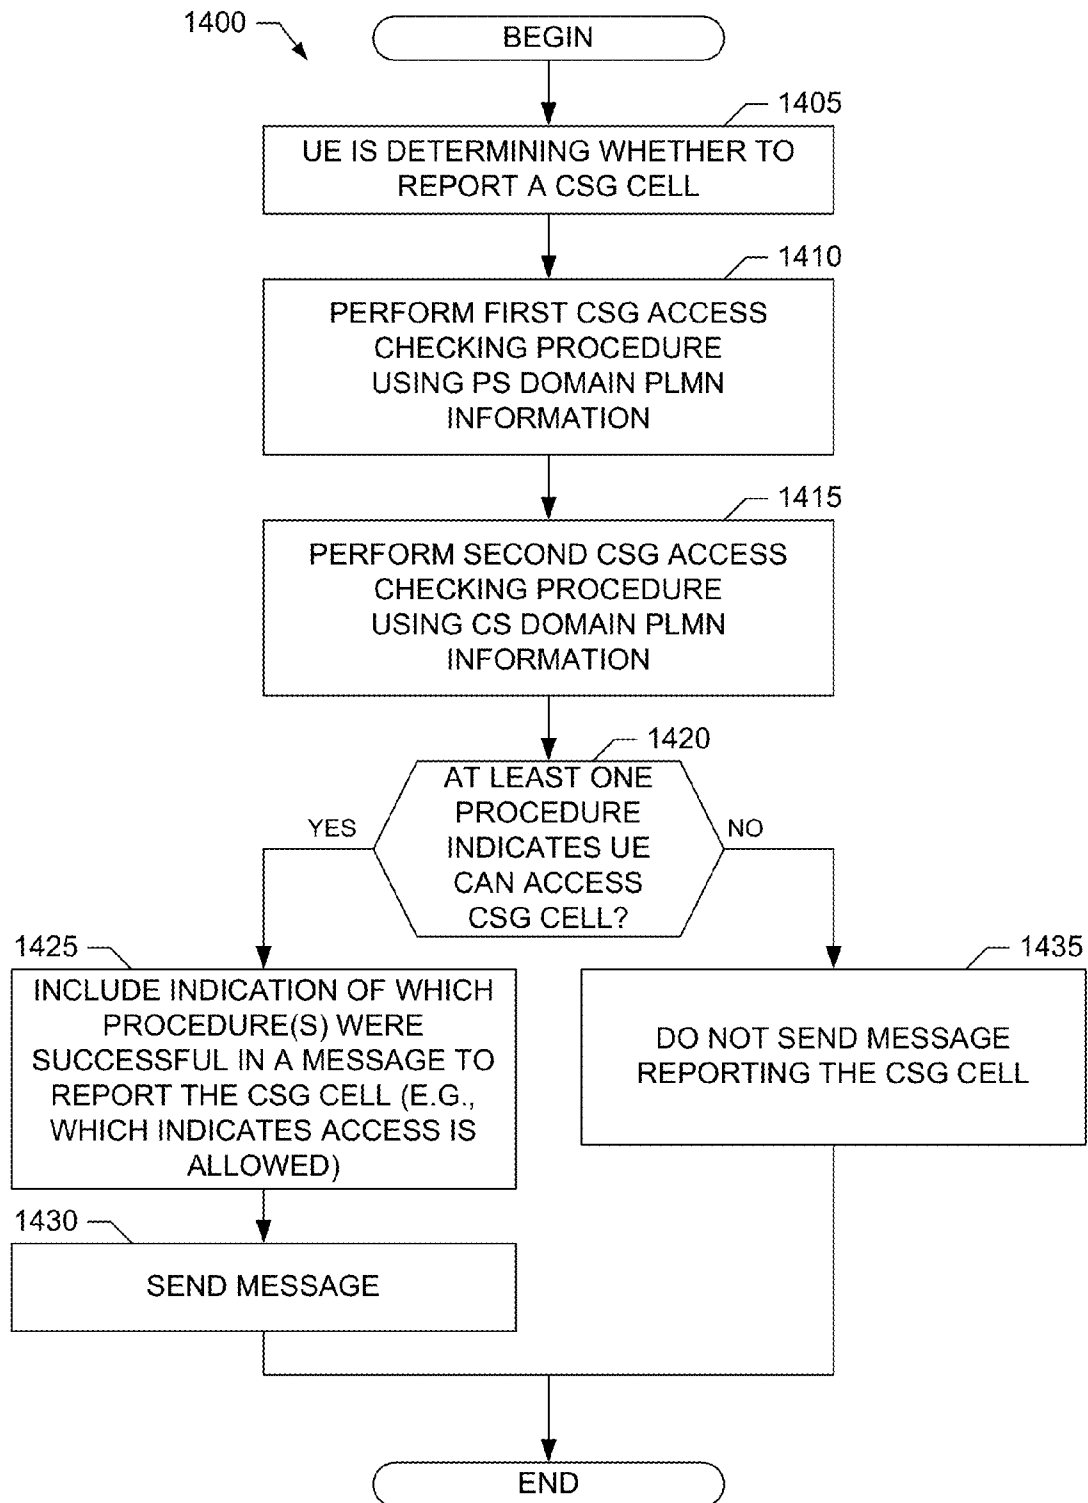 1400
BEGIN
1405
UE IS DETERMINING WHETHER TO
REPORT A CSG CELL
1410
PERFORM FIRST CSG ACCESS
CHECKING PROCEDURE
USING PS DOMAIN PLMN
INFORMATION
1415
PERFORM SECOND CSG ACCESS
CHECKING PROCEDURE
USING CS DOMAIN PLMN
INFORMATION
1420
AT LEAST ONE
PROCEDURE
INDICATES UE
CAN ACCESS
CSG CELL?
YES
NO
1425
INCLUDE INDICATION OF WHICH
PROCEDURE(S) WERE
SUCCESSFUL IN A MESSAGE TO
REPORT THE CSG CELL (E.G.,
WHICH INDICATES ACCESS IS
ALLOWED)
1435
DO NOT SEND MESSAGE
REPORTING THE CSG CELL
1430
SEND MESSAGE
END